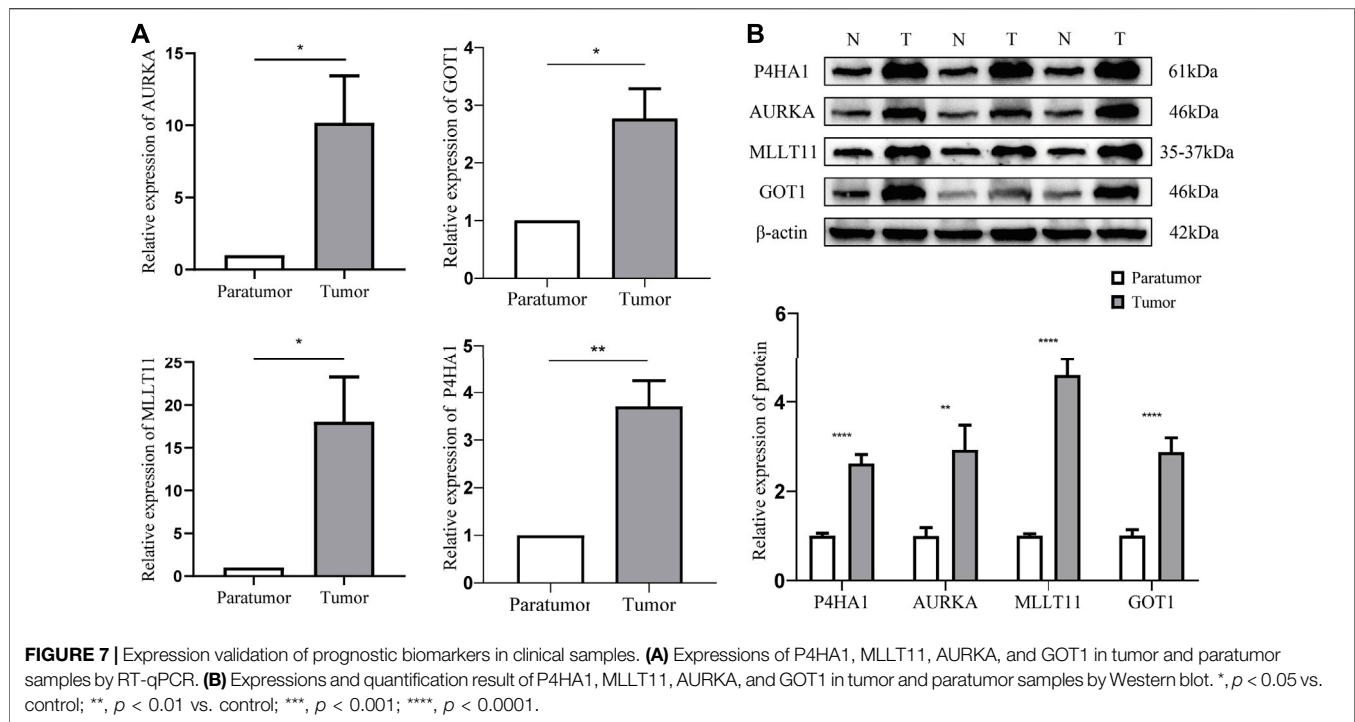 A
Relative expression of AURKA
*
15
10
5
0
Paratumor Tumor
Relative expression of GOT1
*
4
3
2
1
0
Paratumor Tumor
Relative expression of MLLT11
*
25
20
15
10
5
0
Paratumor Tumor
Relative expression of P4HA1
**
5
4
3
2
1
0
Paratumor Tumor
B
N T N T N T
P4HA1 61kDa
AURKA 46kDa
MLLT11 35-37kDa
GOT1 46kDa
β-actin 42kDa
Paratumor
Tumor
Relative expression of protein
6
4
2
0
****
**
****
****
P4HA1 AURKA MLLT11 GOT1
FIGURE 7 | Expression validation of prognostic biomarkers in clinical samples. (A) Expressions of P4HA1, MLLT11, AURKA, and GOT1 in tumor and paratumor
samples by RT-qPCR. (B) Expressions and quantification result of P4HA1, MLLT11, AURKA, and GOT1 in tumor and paratumor samples by Western blot. *, p < 0.05 vs.
control; **, p < 0.01 vs. control; ***, p < 0.001; ****, p < 0.0001.